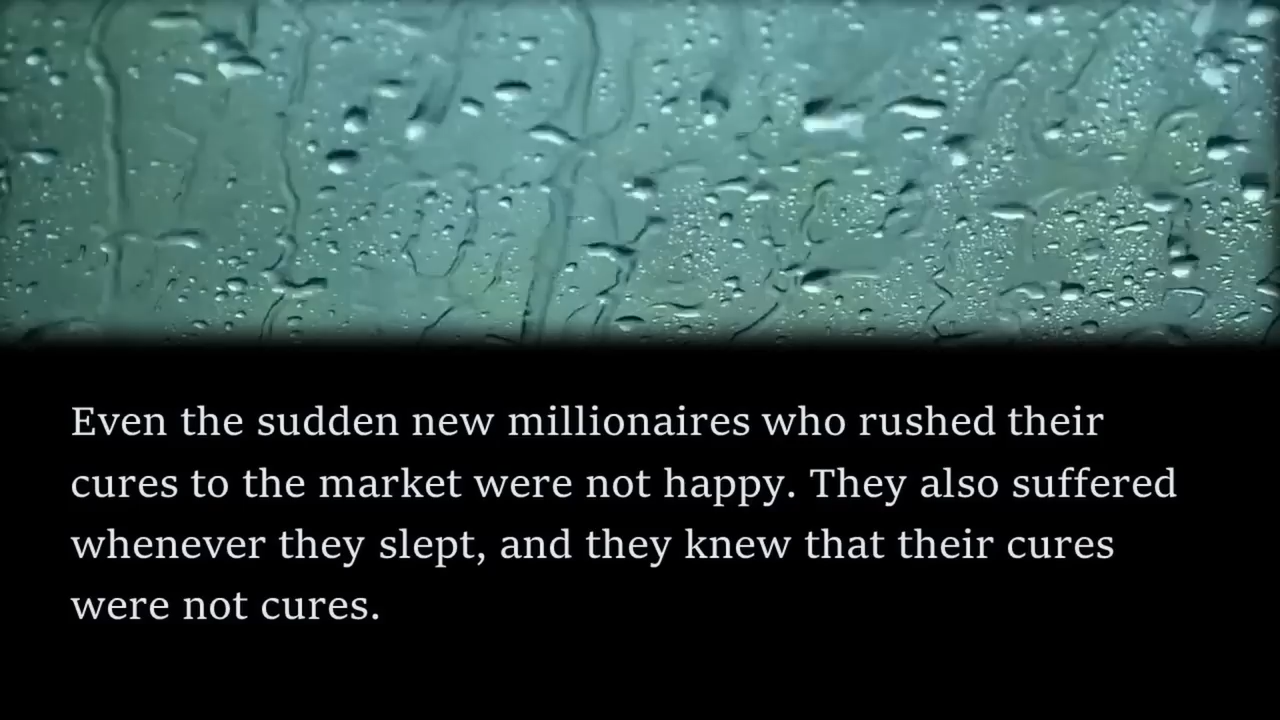 Even the sudden new millionaires who rushed their
cures to the market were not happy. They also suffered
whenever they slept, and they knew that their cures
were not cures.